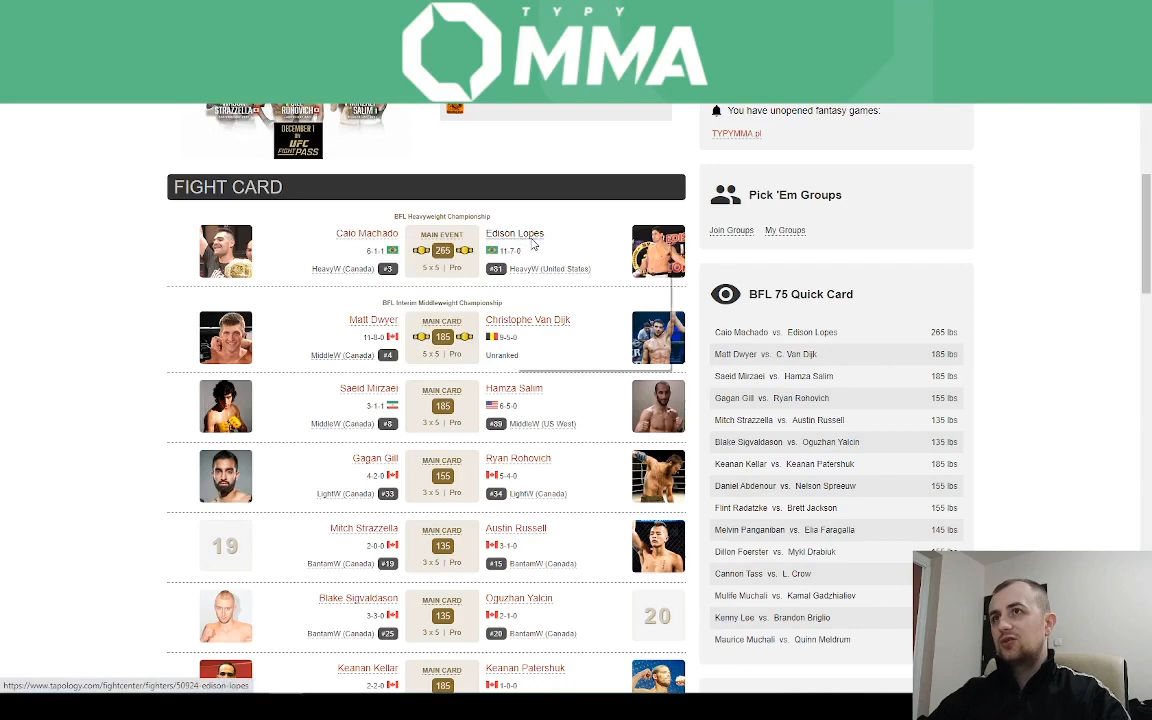 TYPY
MMA
STRAZZELLA
ROHOVICH
SALIM
DECEMBER 1
ON
UFC
FIGHT PASS
You have unopened fantasy games:
TYPYMMA.pl
Pick 'Em Groups
Join Groups My Groups
FIGHT CARD
BFL Heavyweight Championship
Caio Machado MAIN EVENT Edison Lopes
6-1-1 265 11-7-0
HeavyW (Canada) #3 5 x 5 | Pro #81 HeavyW (United States)
BFL Interim Middleweight Championship
Matt Dwyer MAIN CARD Christophe Van Dijk
11-8-0 185 9-5-0
MiddleW (Canada) #4 5 x 5 | Pro Unranked
Saeid Mirzaei MAIN CARD Hamza Salim
3-1-1 185 6-5-0
MiddleW (Canada) #8 3 x 5 | Pro #89 MiddleW (US West)
Gagan Gill MAIN CARD Ryan Rohovich
4-2-0 155 5-4-0
LightW (Canada) #33 3 x 5 | Pro #34 LightW (Canada)
19 Mitch Strazzella MAIN CARD Austin Russell
2-0-0 135 3-1-0
BantamW (Canada) #19 3 x 5 | Pro #15 BantamW (Canada)
Blake Sigvaldason MAIN CARD Oguzhan Yalcin
3-3-0 135 2-1-0 20
BantamW (Canada) #25 3 x 5 | Pro #20 BantamW (Canada)
Keanan Kellar MAIN CARD Keanan Patershuk
2-2-0 185 1-0-0
BFL 75 Quick Card
Caio Machado vs. Edison Lopes 265 lbs
Matt Dwyer vs. C. Van Dijk 185 lbs
Saeid Mirzaei vs. Hamza Salim 185 lbs
Gagan Gill vs. Ryan Rohovich 155 lbs
Mitch Strazzella vs. Austin Russell 135 lbs
Blake Sigvaldason vs. Oguzhan Yalcin 135 lbs
Keanan Kellar vs. Keanan Patershuk 185 lbs
Daniel Abdenour vs. Nelson Spreeuw 155 lbs
Flint Radatzke vs. Brett Jackson 155 lbs
Melvin Panganiban vs. Elia Faragalla 145 lbs
Dillon Foerster vs. Mykl Drabiuk
Cannon Tass vs. L. Crow
Mulife Muchali vs. Kamal Gadzhialiev
Kenny Lee vs. Brandon Briglio
Maurice Muchali vs. Quinn Meldrum
https://www.tapology.com/fightcenter/fighters/50924-edison-lopes